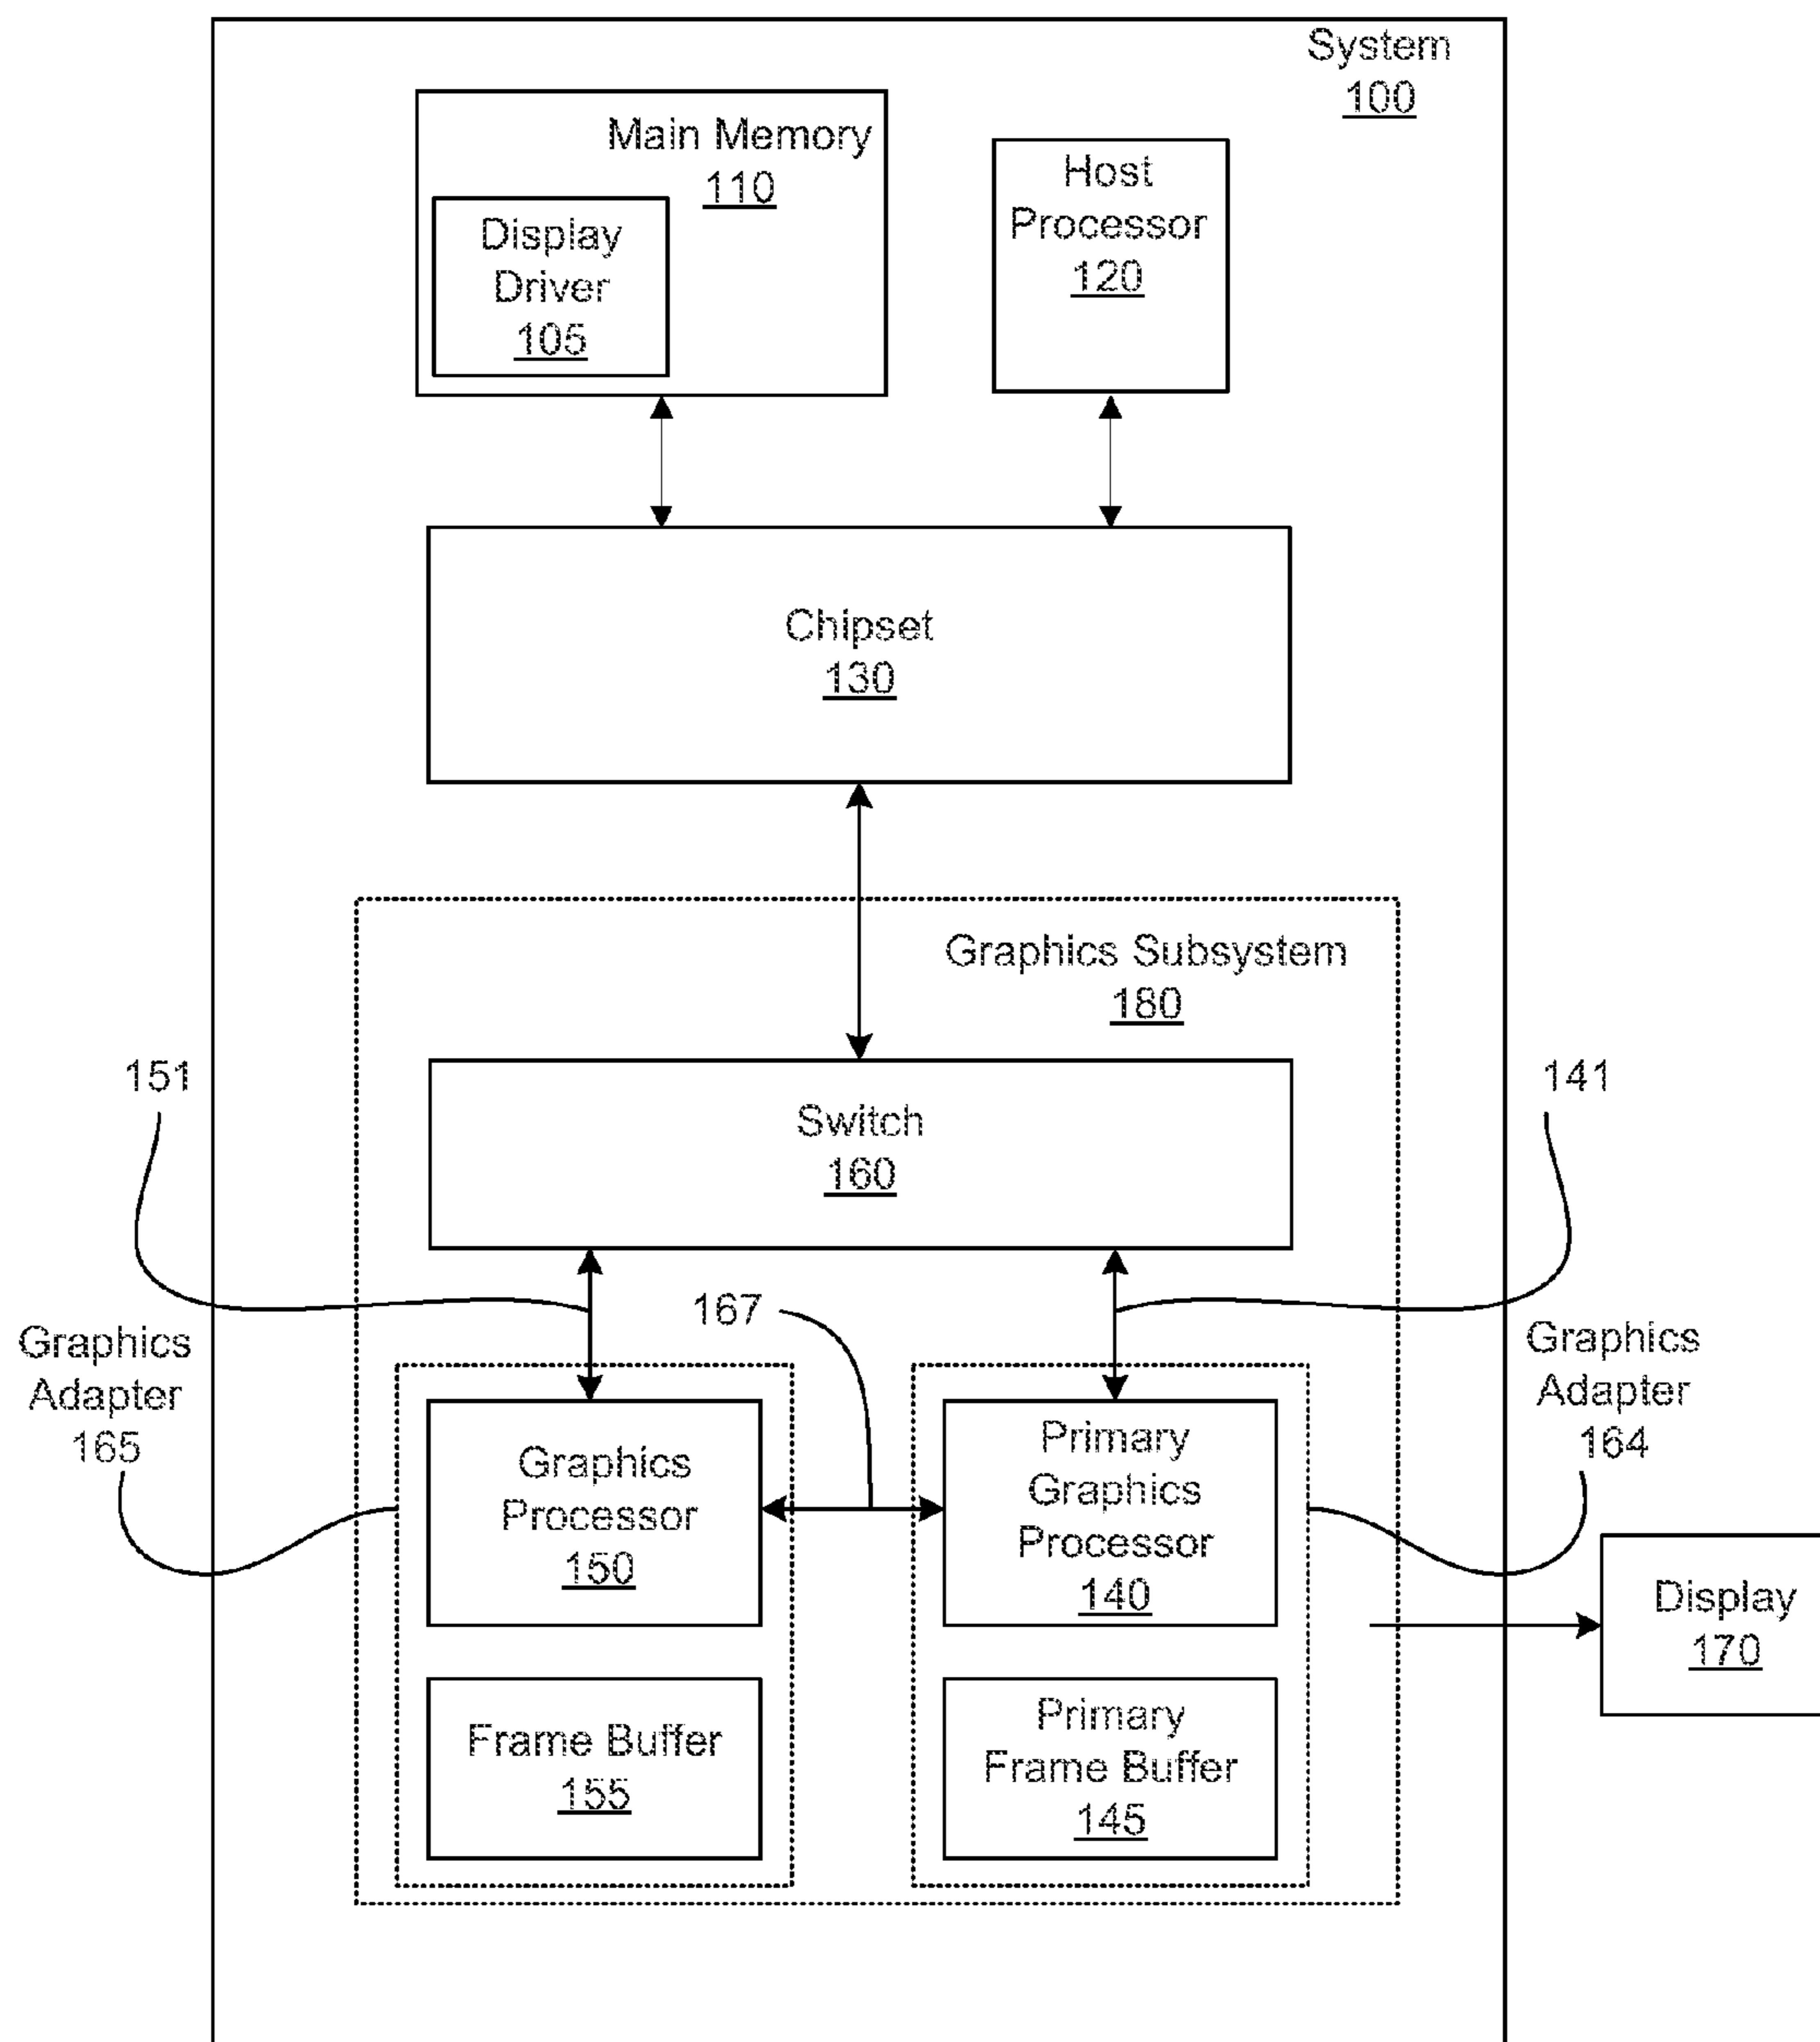 System
100
Main Memory
110
Display
Driver
105
Host
Processor
120
Chipset
130
Graphics Subsystem
180
151
141
Switch
160
167
Graphics
Adapter
165
Graphics
Adapter
164
Graphics
Processor
150
Primary
Graphics
Processor
140
Display
170
Frame Buffer
155
Primary
Frame Buffer
145